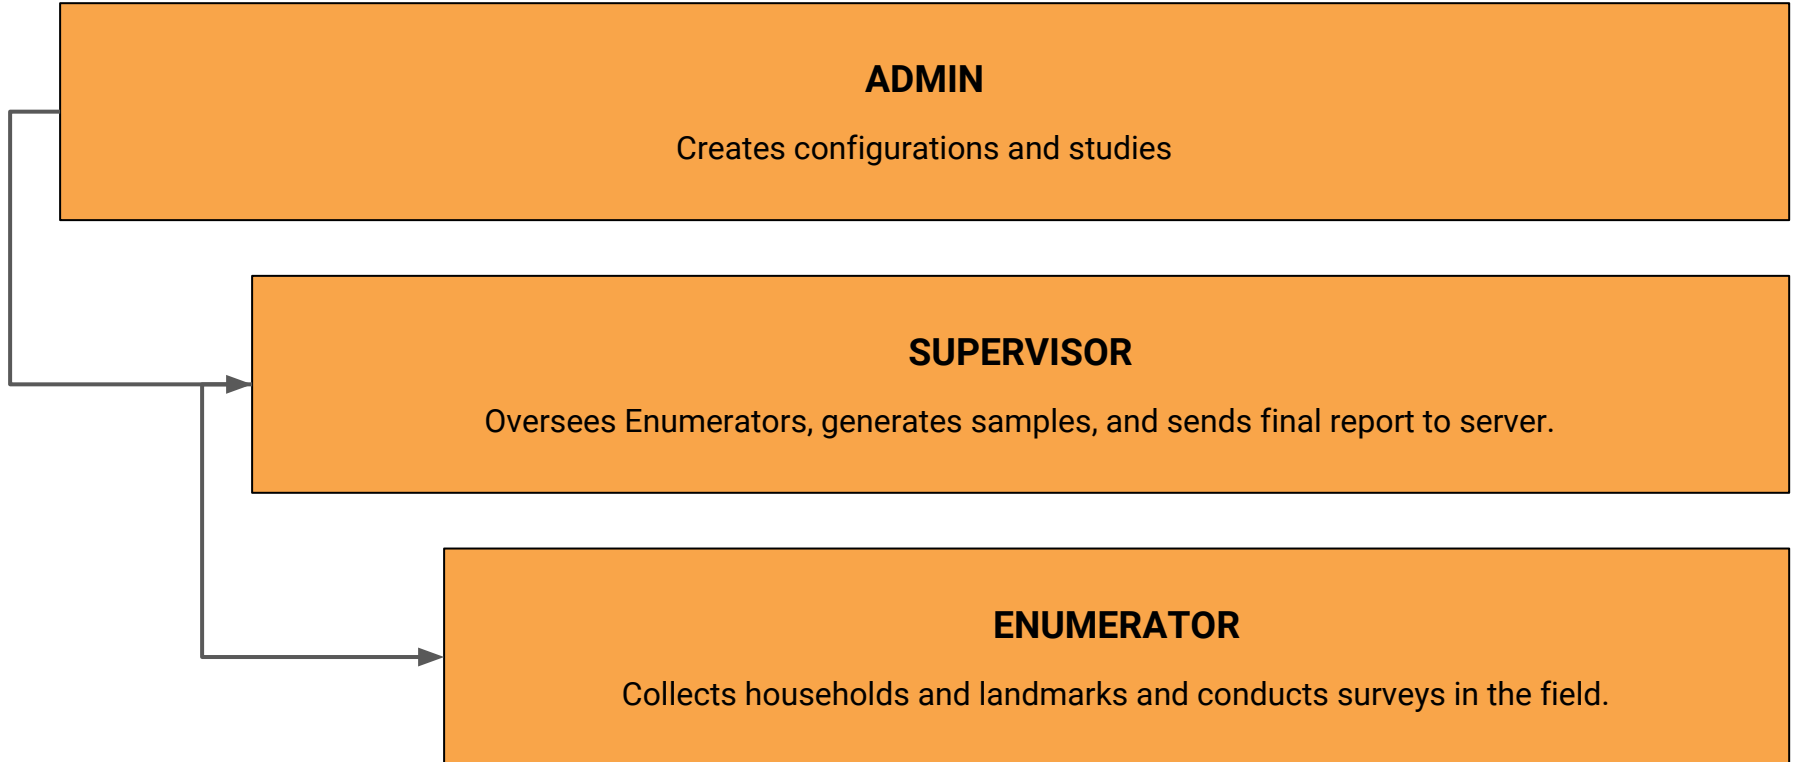 ADMIN
Creates configurations and studies
SUPERVISOR
Oversees Enumerators, generates samples, and sends final report to server.
ENUMERATOR
Collects households and landmarks and conducts surveys in the field.